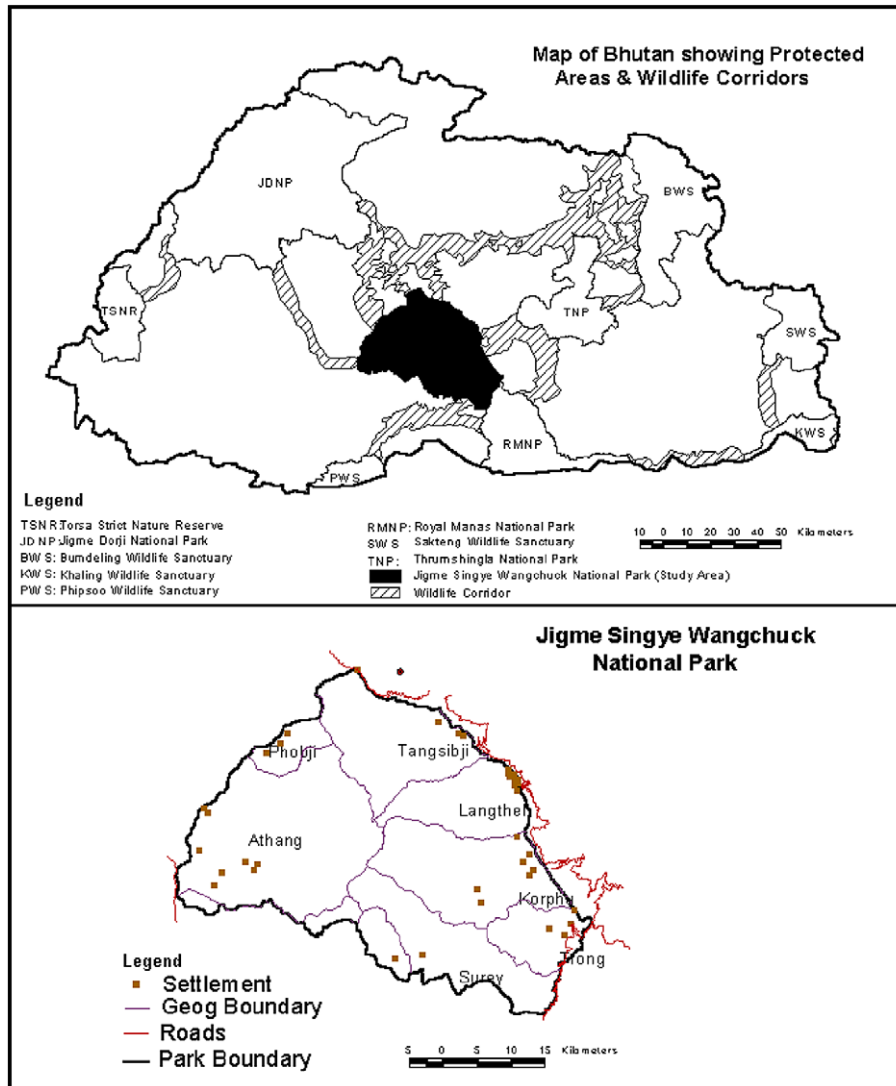 Map of Bhutan showing Protected
Areas & Wildlife Corridors
JDNP
BWS
TSNR
TNP
SWS
KWS
RMNP
PWS
Legend
TSNR:Torsa Strict Nature Reserve
JDNP:Jigme Dorji National Park
BWS: Bumdeling Wildlife Sanctuary
KWS: Khaling Wildlife Sanctuary
PWS: Phipsoo Wildlife Sanctuary
RMNP: Royal Manas National Park
SWS Sakteng Wildlife Sanctuary
TNP: Thrumshingla National Park
Jigme Singye Wangchuck National Park (Study Area)
Wildlife Corridor
10 0 10 20 30 40 50 Kilometers
Jigme Singye Wangchuck
National Park
Phobji
Tangsibji
Langthel
Athang
Korphu
Trong
Surey
Legend
Settlement
Geog Boundary
Roads
Park Boundary
5 0 5 10 15 Kilometers